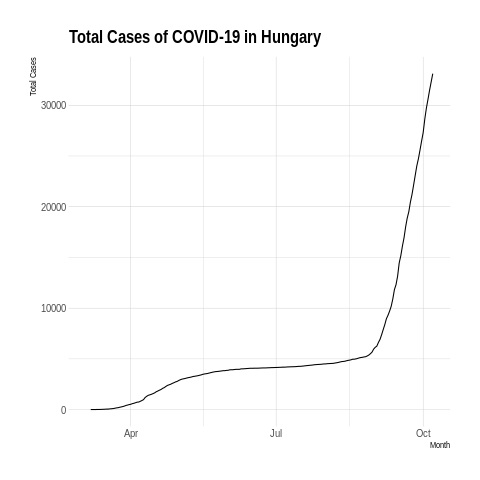 Total Cases of COVID-19 in Hungary
Total Cases
30000
20000
10000
0
Apr
Jul
Oct
Month